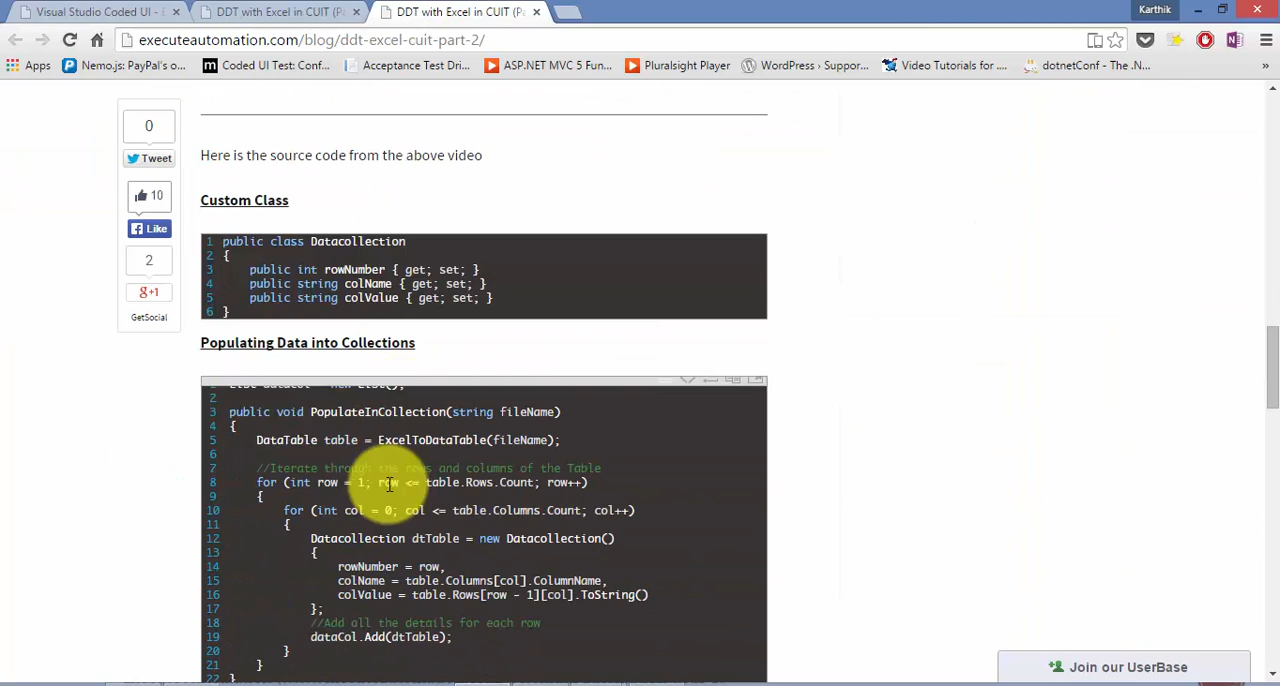 Visual Studio Coded UI - E
DDT with Excel in CUIT (P
DDT with Excel in CUIT (P
Karthik
executeautomation.com/blog/ddt-excel-cuit-part-2/
Apps
Nemo.js: PayPal's o...
Coded UI Test: Conf...
Acceptance Test Dri...
ASP.NET MVC 5 Fun...
Pluralsight Player
WordPress › Suppor...
Video Tutorials for ....
dotnetConf - The .N...
»
0
Tweet
10
Like
2
g+1
GetSocial
Here is the source code from the above video
Custom Class
1 public class Datacollection
2 {
3 public int rowNumber { get; set; }
4 public string colName { get; set; }
5 public string colValue { get; set; }
6 }
Populating Data into Collections
2
3 public void PopulateInCollection(string fileName)
4 {
5 DataTable table = ExcelToDataTable(fileName);
6
7 //Iterate through the rows and columns of the Table
8 for (int row = 1; row <= table.Rows.Count; row++)
9 {
10 for (int col = 0; col <= table.Columns.Count; col++)
11 {
12 Datacollection dtTable = new Datacollection()
13 {
14 rowNumber = row,
15 colName = table.Columns[col].ColumnName,
16 colValue = table.Rows[row - 1][col].ToString()
17 };
18 //Add all the details for each row
19 dataCol.Add(dtTable);
20 }
21 }
22 }
Join our UserBase